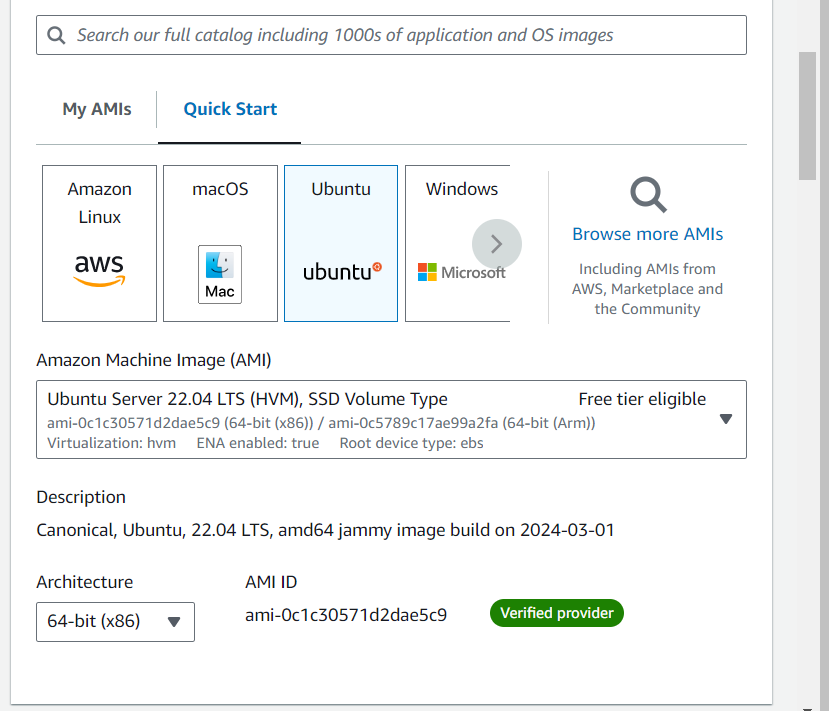 Search our full catalog including 1000s of application and OS images
My AMIs
Quick Start
Amazon
Linux
aws
macOS
Mac
Ubuntu
ubuntu
Windows
Microsoft
Browse more AMIs
Including AMIs from
AWS, Marketplace and
the Community
Amazon Machine Image (AMI)
Ubuntu Server 22.04 LTS (HVM), SSD Volume Type
Free tier eligible
ami-0c1c30571d2dae5c9 (64-bit (x86)) / ami-0c5789c17ae99a2fa (64-bit (Arm))
Virtualization: hvm ENA enabled: true Root device type: ebs
Description
Canonical, Ubuntu, 22.04 LTS, amd64 jammy image build on 2024-03-01
Architecture
AMI ID
64-bit (x86)
ami-0c1c30571d2dae5c9
Verified provider